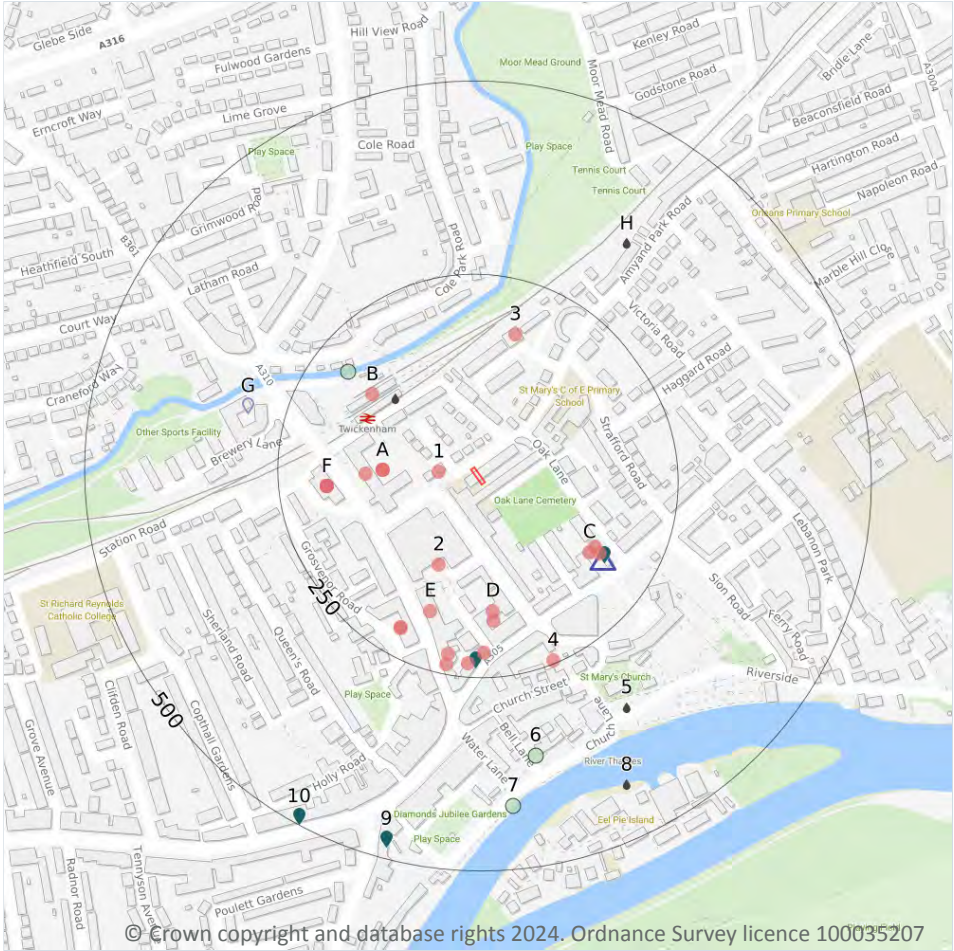 Glebe Side
A316
Hill View Road
Fulwood Gardens
Kenley Road
Bridle Lane
A3004
Moor Mead Ground
Moor Mead Road
Godstone Road
Erncroft Way
Lime Grove
Beaconsfield Road
Cole Road
Play Space
Play Space
Hartington Road
Tennis Court
Napoleon Road
Tennis Court
Grimwood Road
Orleans Primary School
H
B361
Cole Park Road
Amyand Park Road
Marble Hill Close
Heathfield South
Latham Road
Court Way
3
Victoria Road
Craneford Way
A310
G
B
Haggard Road
St Mary's C of E Primary
School
Twickenham
Other Sports Facility
Brewery Lane
Strafford Road
Oak Lane
F
A
1
Oak Lane Cemetery
Station Road
C
Lebanon Park
Grosvenor Road
2
250
Sion Road
St Richard Reynolds
Catholic College
E
D
Ferry Road
Sherland Road
Queen's Road
4
Play Space
St Mary's Church
Riverside
Clifden Road
Copthall Gardens
500
Church Street
5
Grove Avenue
Bell Lane
Church Lane
Water Lane
6
River Thames
Holly Road
7
8
10
9
Diamonds Jubilee Gardens
Eel Pie Island
Play Space
Radnor Road
Tennyson Ave
Poulett Gardens
© Crown copyright and database rights 2024. Ordnance Survey licence 100035207